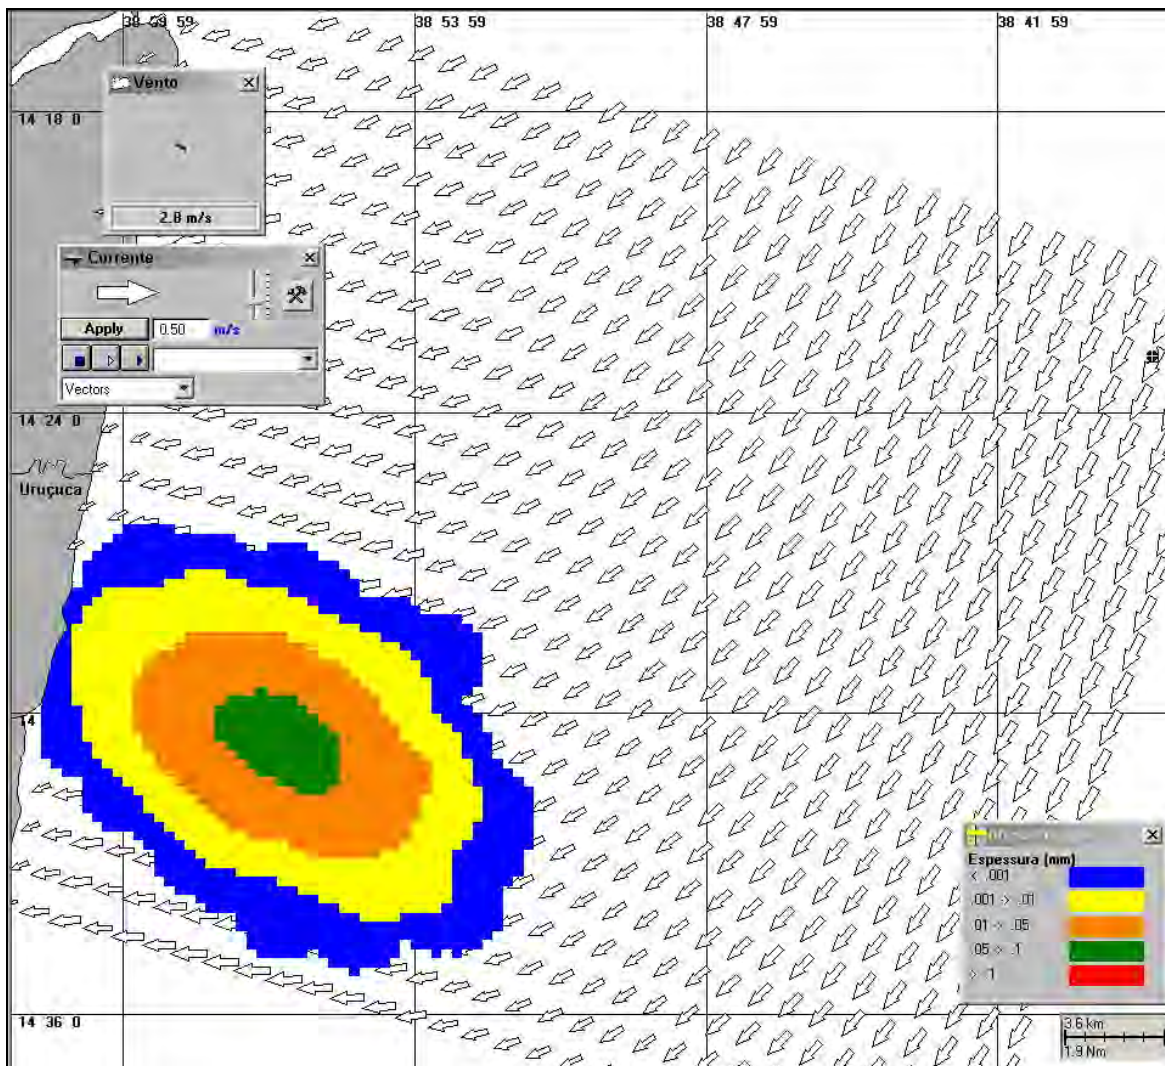 38 59 59
38 53 59
38 47 59
38 41 59
Vento
14 18 0
2.8 m/s
Currente
Apply
0.50
m/s
Vectors
14 24 0
Uruçuca
14
Espessura (mm)
< .001
.001 > .01
.01 > .05
.05 > .1
> .1
14 36 0
3.6 km
1.9 Nm